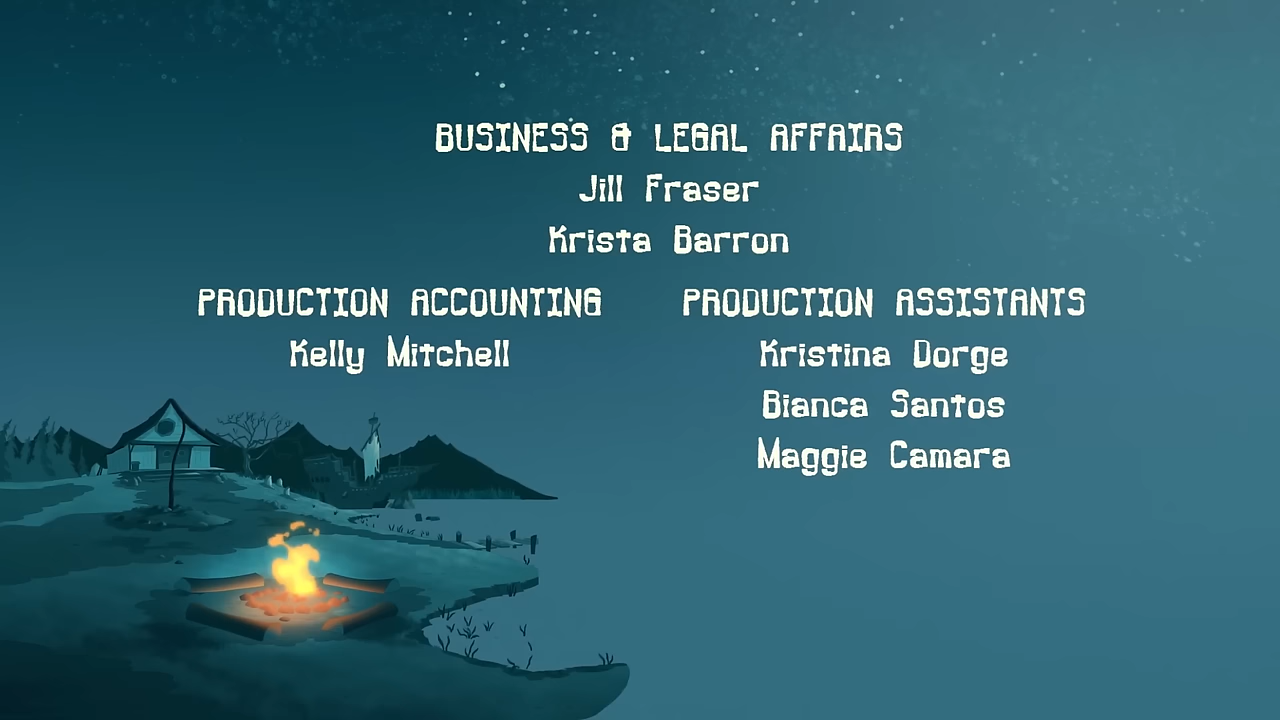 BUSINESS & LEGAL AFFAIRS
Jill Fraser
Krista Barron
PRODUCTION ACCOUNTING
Kelly Mitchell
PRODUCTION ASSISTANTS
Kristina Dorge
Bianca Santos
Maggie Camara